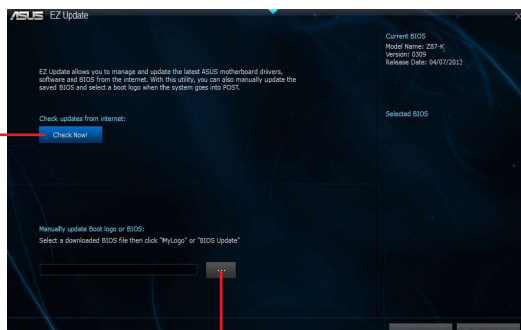 ASUS EZ Update
X
EZ Update allows you to manage and update the latest ASUS motherboard drivers,
software and BIOS from the internet. With this utility, you can also manually update the
saved BIOS and select a boot logo when the system goes into POST.
Check updates from internet:
Check Now!
Manually update Boot logo or BIOS:
Select a downloaded BIOS file then click "MyLogo" or "BIOS Update"
...
Current BIOS
Model Name: Z87-K
Version: 0309
Release Date: 04/07/2013
Selected BIOS